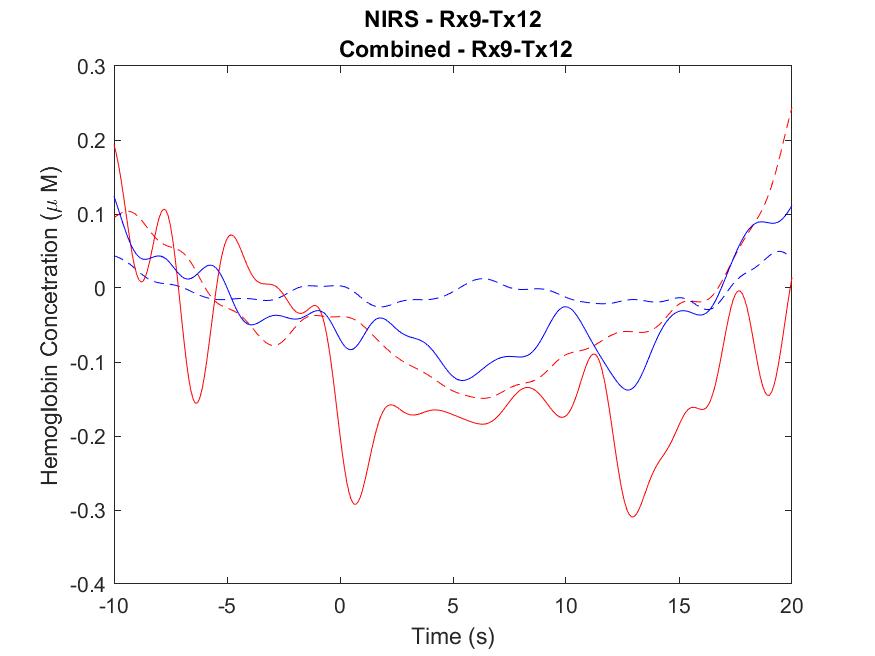 NIRS - Rx9-Tx12
Combined - Rx9-Tx12
Hemoglobin Concetration (μ M)
0.3
0.2
0.1
0
-0.1
-0.2
-0.3
-0.4
-10 -5 0 5 10 15 20
Time (s)